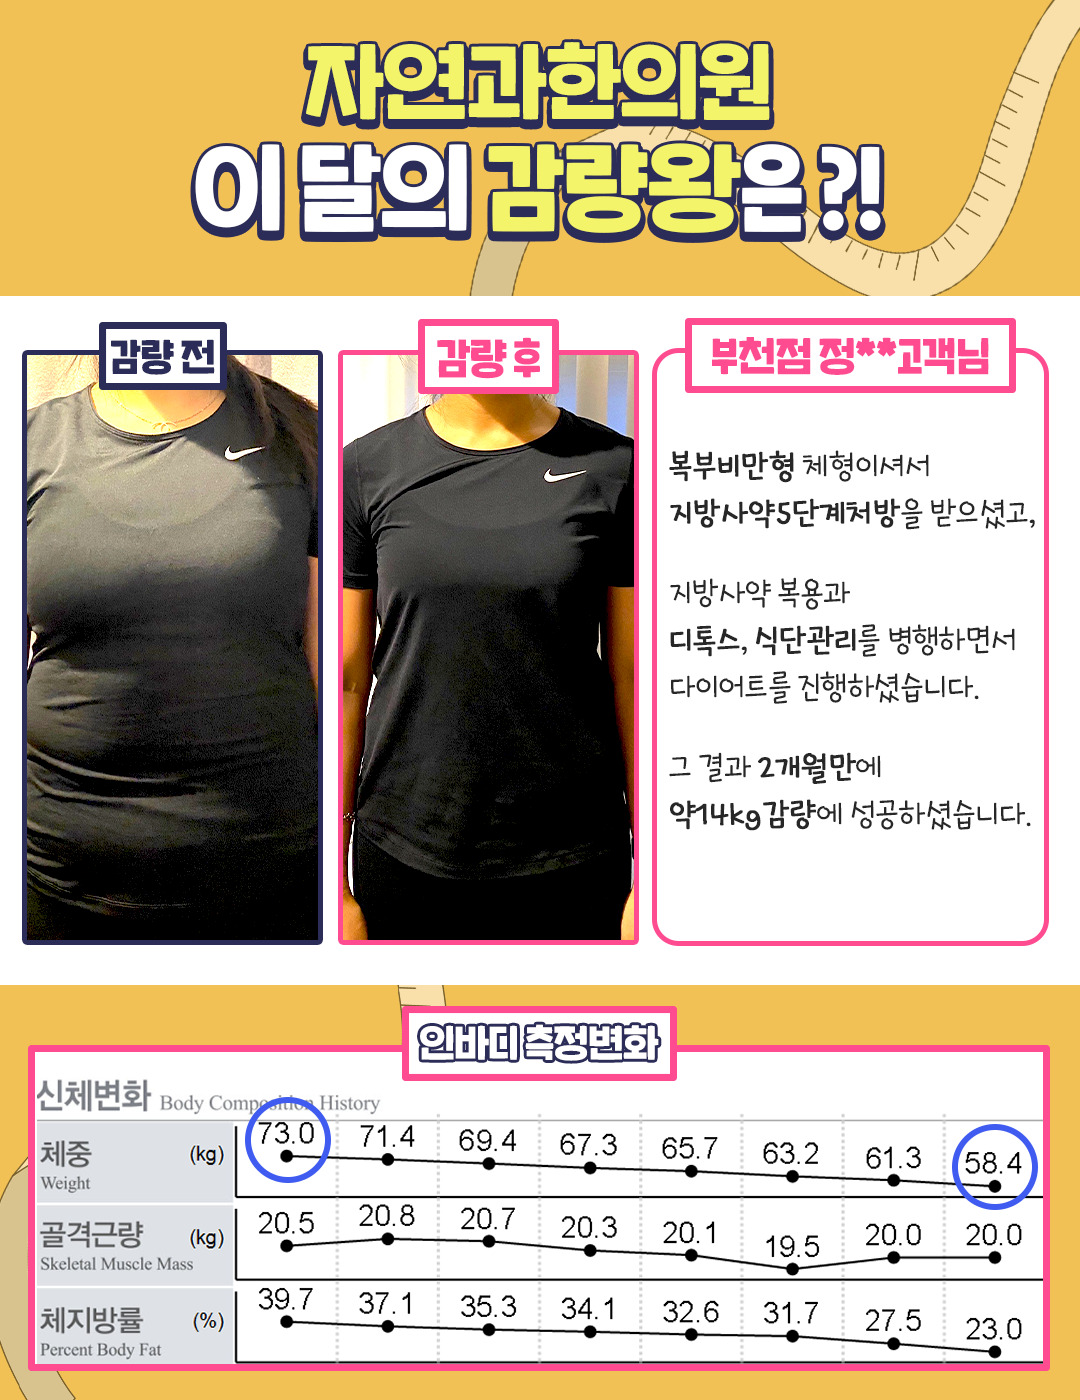 자연과한의원
이 달의 감량왕은?!
감량 전
감량 후
부천점 정**고객님
복부비만형 체형이셔서
지방사약5단계처방을 받으셨고,
지방사약 복용과
디톡스, 식단관리를 병행하면서
다이어트를 진행하셨습니다.
그 결과 2개월만에
약14kg감량에 성공하셨습니다.
인바디 측정변화
신체변화 Body Composition History
체중 (kg) 73.0 71.4 69.4 67.3 65.7 63.2 61.3 58.4
Weight
골격근량 (kg) 20.5 20.8 20.7 20.3 20.1 19.5 20.0 20.0
Skeletal Muscle Mass
체지방률 (%) 39.7 37.1 35.3 34.1 32.6 31.7 27.5 23.0
Percent Body Fat